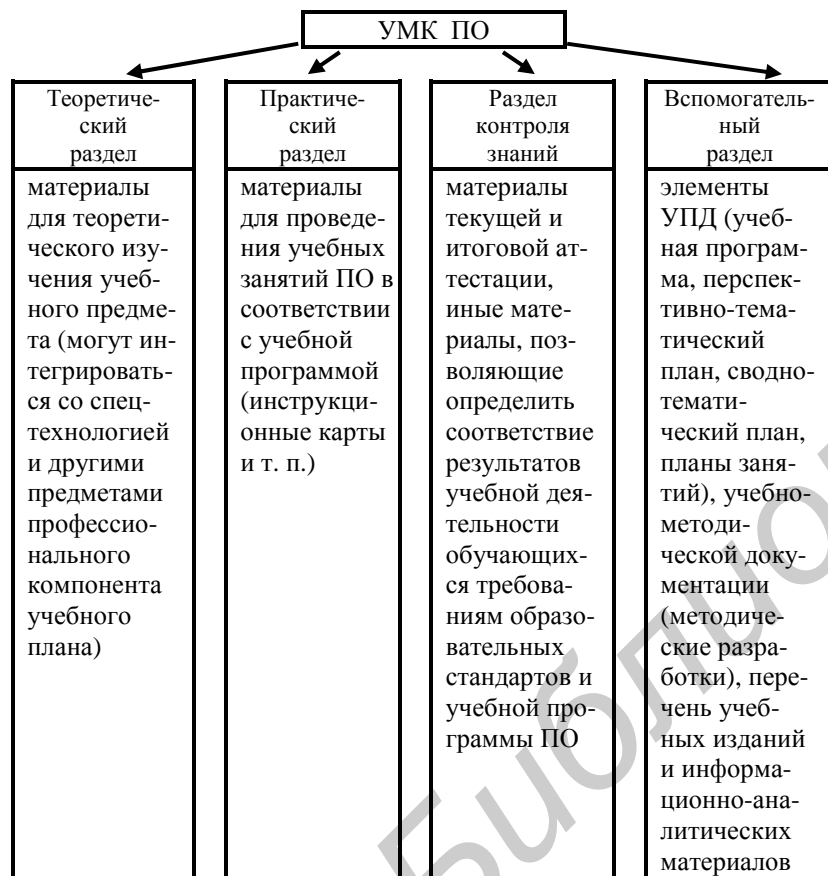 УМК ПО
Теоретиче-
ский
раздел
материалы
для теорети-
ческого изу-
чения учеб-
ного предме-
та (могут ин-
тегрировать-
ся со спец-
технологией
и другими
предметами
профессио-
нального
компонента
учебного
плана)
Практиче-
ский
раздел
материалы
для проведе-
ния учебных
занятий ПО в
соответствии
с учебной
программой
(инструкци-
онные карты
и т. п.)
Раздел
контроля
знаний
материалы
текущей и
итоговой ат-
тестации,
иные мате-
риалы, поз-
воляющие
определить
соответствие
результатов
учебной дея-
тельности
обучающих-
ся требова-
ниям образо-
вательных
стандартов и
учебной про-
граммы ПО
Вспомогатель-
ный
раздел
элементы
УПД (учеб-
ная програм-
ма, перспек-
тивно-тема-
тический
план, сводно-
темати-
ческий план,
планы заня-
тий), учебно-
методи-
ческой доку-
ментации
(методиче-
ские разра-
ботки), пере-
чень учеб-
ных изданий
и информа-
ционно-ана-
литических
материалов